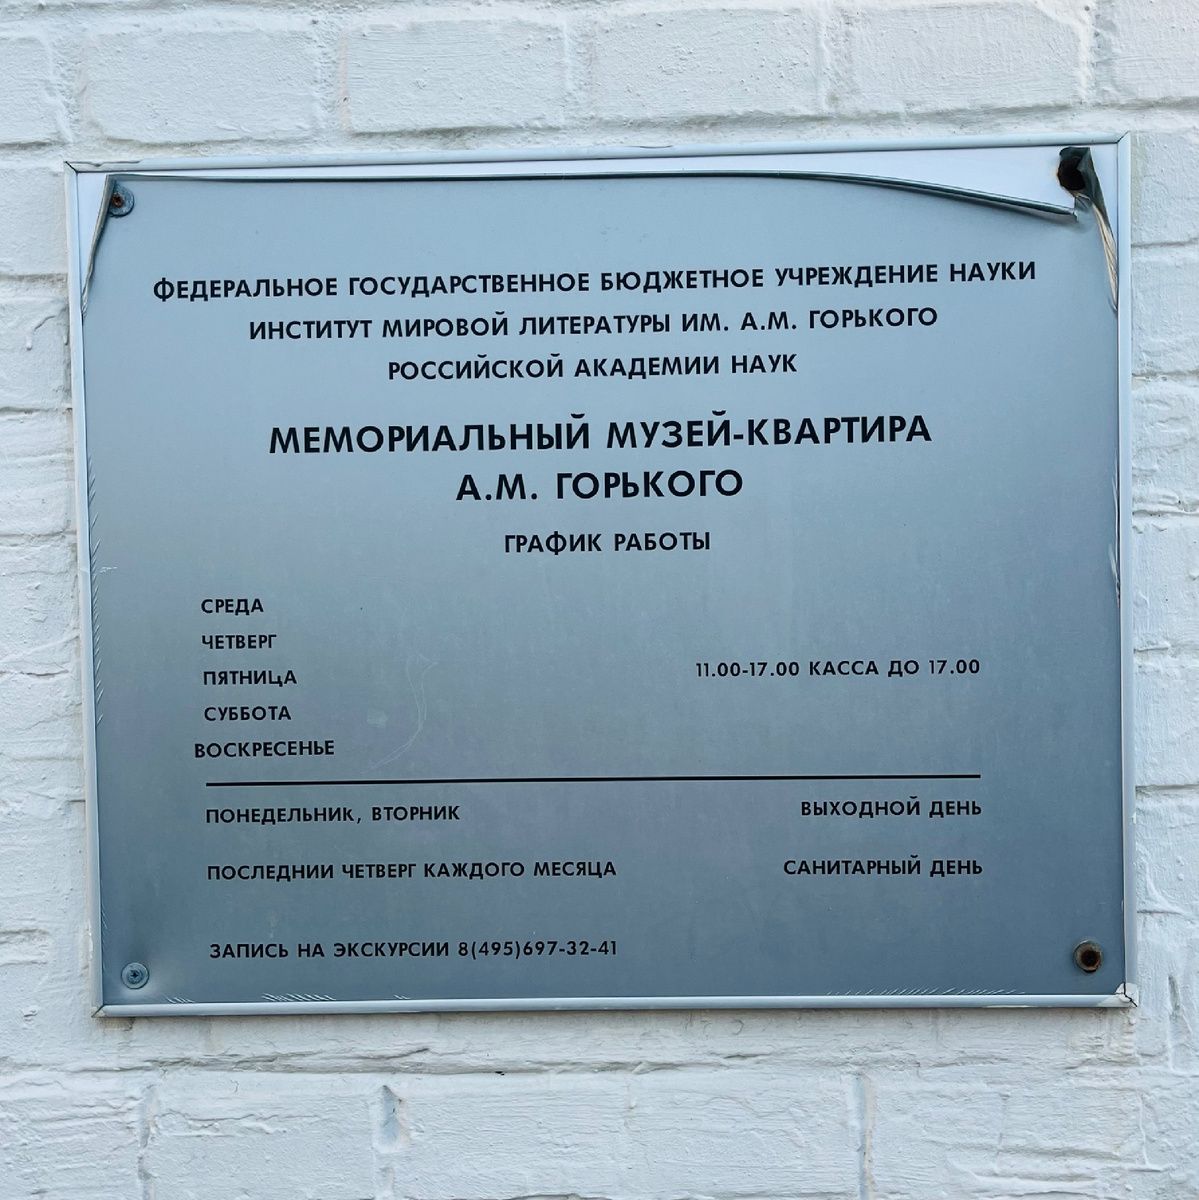 ФЕДЕРАЛЬНОЕ ГОСУДАРСТВЕННОЕ БЮДЖЕТНОЕ УЧРЕЖДЕНИЕ НАУКИ
ИНСТИТУТ МИРОВОЙ ЛИТЕРАТУРЫ ИМ. А.М. ГОРЬКОГО
РОССИЙСКОЙ АКАДЕМИИ НАУК
МЕМОРИАЛЬНЫЙ МУЗЕЙ-КВАРТИРА
А.М. ГОРЬКОГО
ГРАФИК РАБОТЫ
СРЕДА
ЧЕТВЕРГ
ПЯТНИЦА 11.00-17.00 КАССА ДО 17.00
СУББОТА
ВОСКРЕСЕНЬЕ
ПОНЕДЕЛЬНИК, ВТОРНИК ВЫХОДНОЙ ДЕНЬ
ПОСЛЕДНИИ ЧЕТВЕРГ КАЖДОГО МЕСЯЦА САНИТАРНЫЙ ДЕНЬ
ЗАПИСЬ НА ЭКСКУРСИИ 8(495)697-32-41